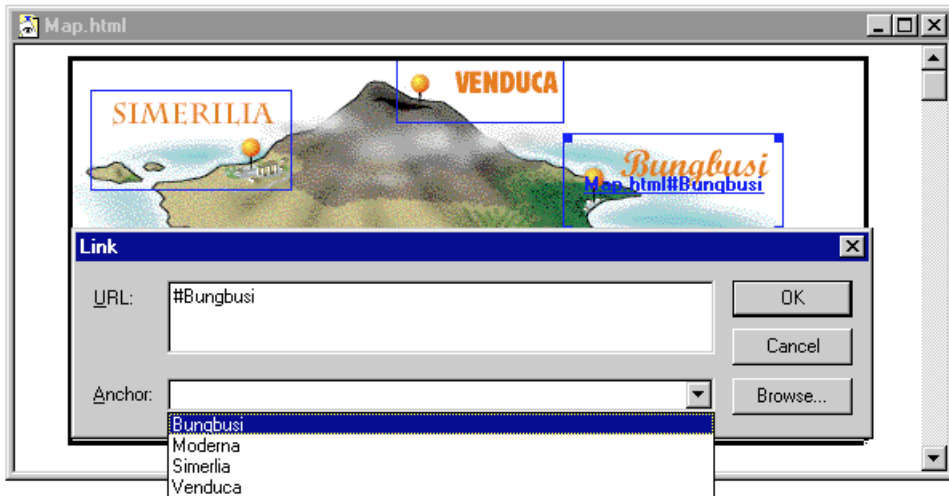 Map.html
VENDUCA
SIMERILIA
Bungbusi
Map.html#Bungbusi
Link
URL:
#Bungbusi
OK
Cancel
Anchor:
Browse...
Bungbusi
Moderna
Simerlia
Venduca